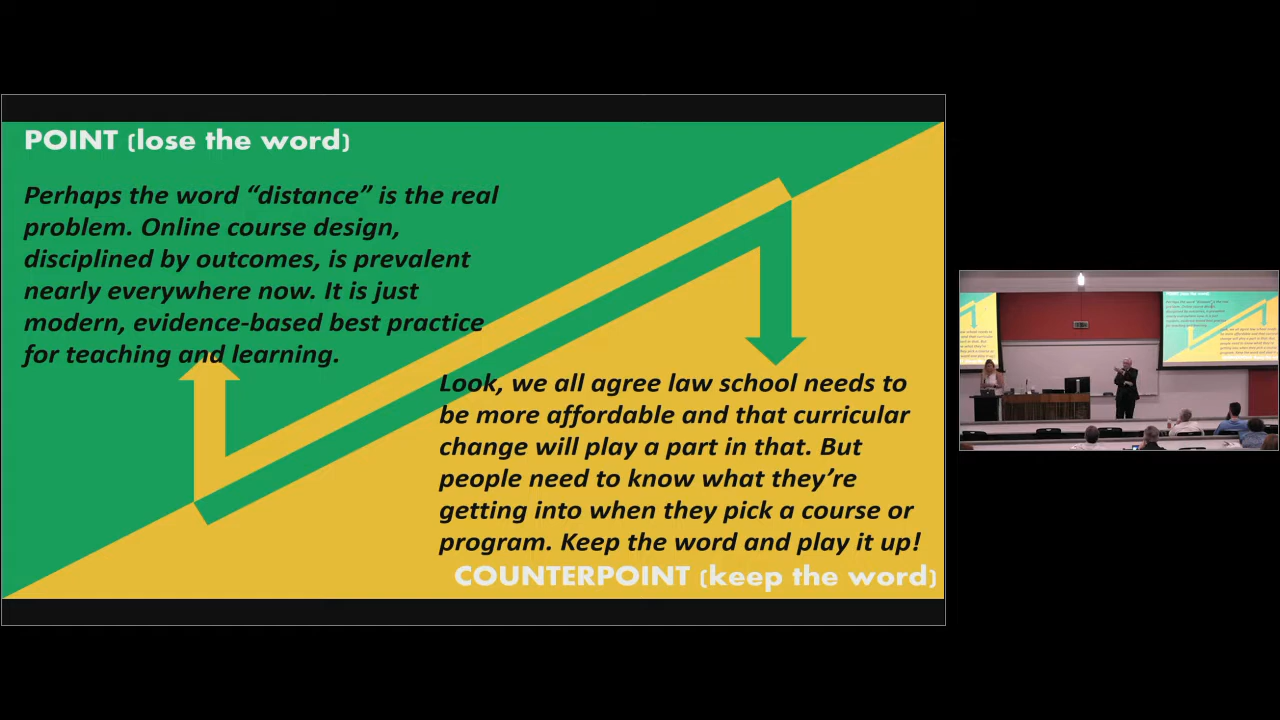 POINT (lose the word)
Perhaps the word “distance” is the real
problem. Online course design,
disciplined by outcomes, is prevalent
nearly everywhere now. It is just
modern, evidence-based best practice
for teaching and learning.
Look, we all agree law school needs to
be more affordable and that curricular
change will play a part in that. But
people need to know what they’re
getting into when they pick a course or
program. Keep the word and play it up!
COUNTERPOINT (keep the word)